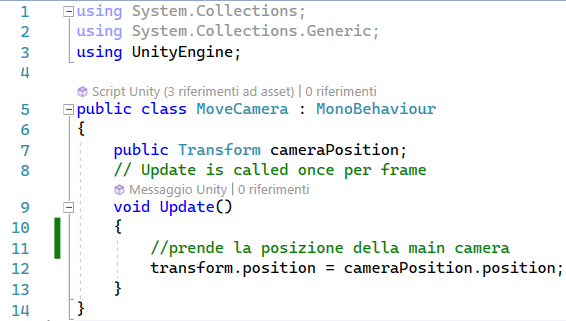 1 using System.Collections;
2 using System.Collections.Generic;
3 using UnityEngine;
4
Script Unity (3 riferimenti ad asset) | 0 riferimenti
5 public class MoveCamera : MonoBehaviour
6 {
7 public Transform cameraPosition;
8 // Update is called once per frame
Messaggio Unity | 0 riferimenti
9 void Update()
10 {
11 //prende la posizione della main camera
12 transform.position = cameraPosition.position;
13 }
14 }